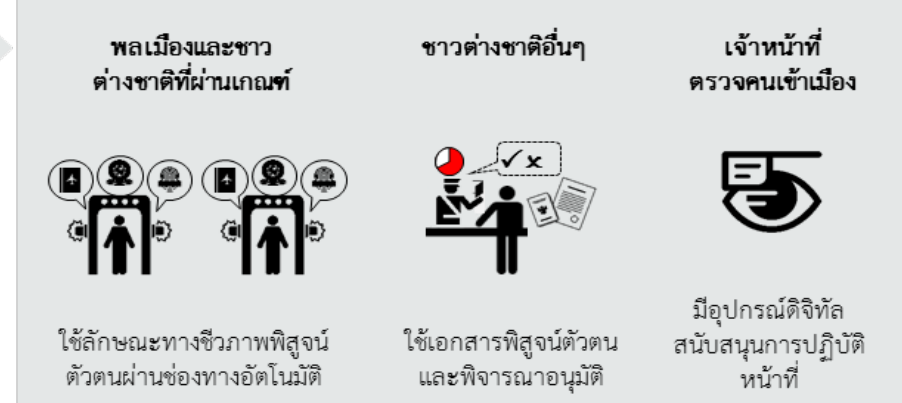 พลเมืองและชาว
ต่างชาติที่ผ่านเกณฑ์
ชาวต่างชาติอื่นๆ
เจ้าหน้าที่
ตรวจคนเข้าเมือง
ใช้ลักษณะทางชีวภาพพิสูจน์
ตัวตนผ่านช่องทางอัตโนมัติ
ใช้เอกสารพิสูจน์ตัวตน
และพิจารณาอนุมัติ
มีอุปกรณ์ดิจิทัล
สนับสนุนการปฏิบัติ
หน้าที่